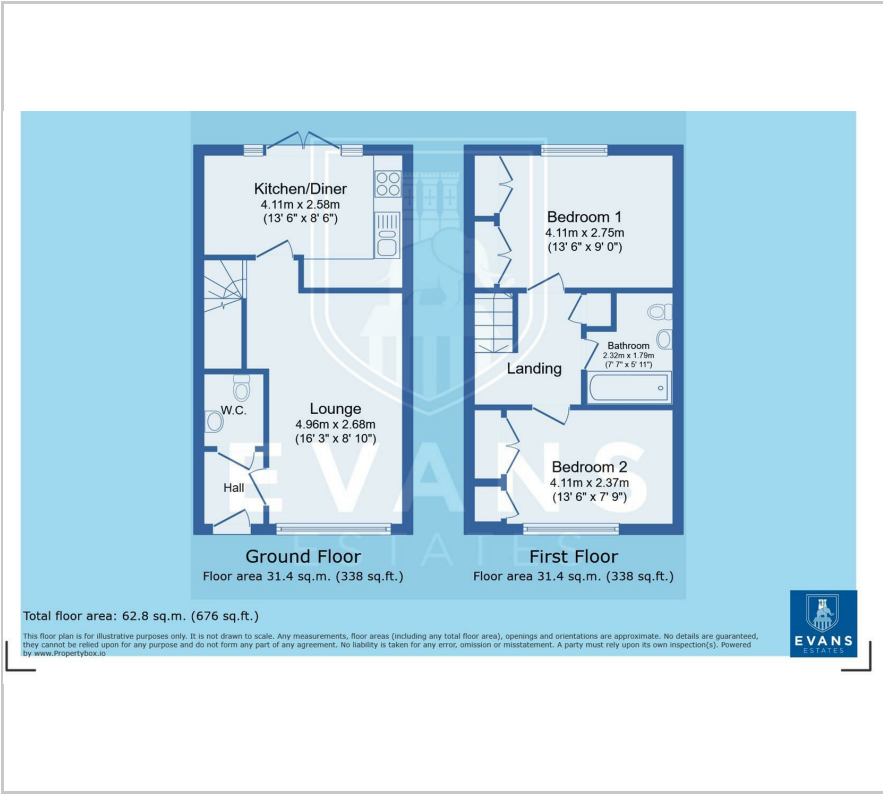 Kitchen/Diner
4.11m x 2.58m
(13' 6" x 8' 6")
W.C.
Lounge
4.96m x 2.68m
(16' 3" x 8' 10")
Hall
Bedroom 1
4.11m x 2.75m
(13' 6" x 9' 0")
Bathroom
2.32m x 1.79m
(7' 7" x 5' 11")
Landing
Bedroom 2
4.11m x 2.37m
(13' 6" x 7' 9")
EVANS
ESTATES
Ground Floor
Floor area 31.4 sq.m. (338 sq.ft.)
First Floor
Floor area 31.4 sq.m. (338 sq.ft.)
Total floor area: 62.8 sq.m. (676 sq.ft.)
This floor plan is for illustrative purposes only. It is not drawn to scale. Any measurements, floor areas (including any total floor area), openings and orientations are approximate. No details are guaranteed,
they cannot be relied upon for any purpose and do not form any part of any agreement. No liability is taken for any error, omission or misstatement. A party must rely upon its own inspection(s). Powered
by www.Propertybox.io
EVANS
ESTATES